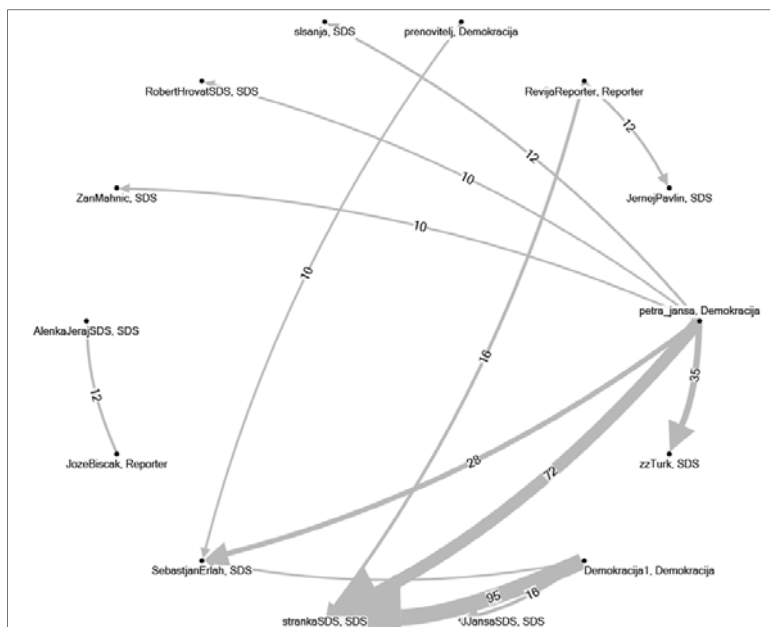 slsanja, SDS
prenovitelj, Demokracija
RobertHrovatSDS, SDS
RevijaReporter, Reporter
12
12
10
ZanMahnic, SDS
JernejPavlin, SDS
10
10
petra_jansa, Demokracija
AlenkaJerajSDS, SDS
16
35
12
JozeBiscak, Reporter
28
72
zzTurk, SDS
SebastjanErlah, SDS
Demokracija1, Demokracija
95
16
strankaSDS, SDS
JJansaSDS, SDS